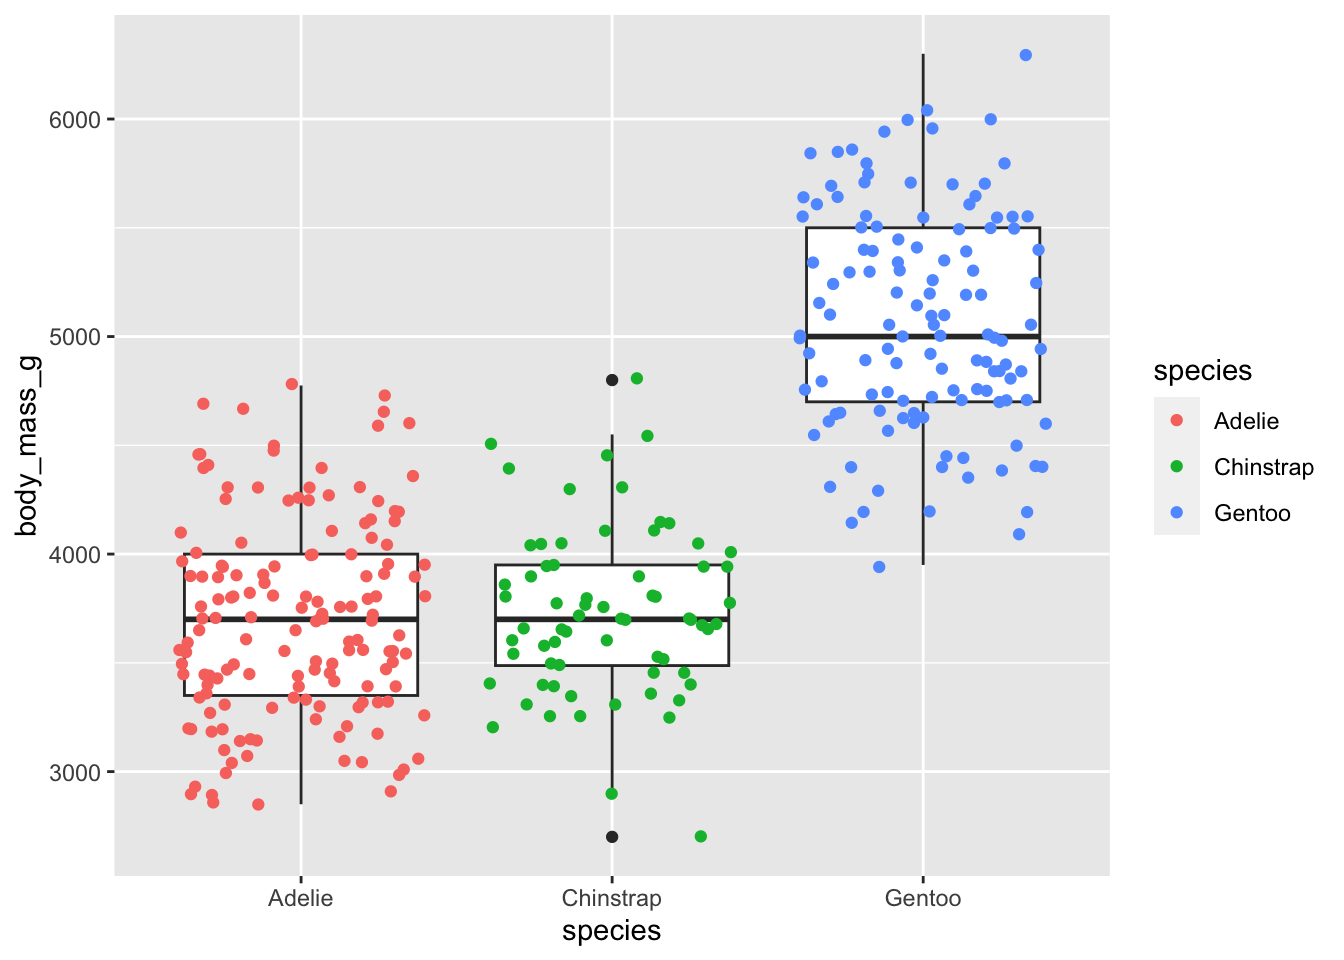 body_mass_g
6000
5000
4000
3000
Adelie
Chinstrap
Gentoo
species
species
Adelie
Chinstrap
Gentoo